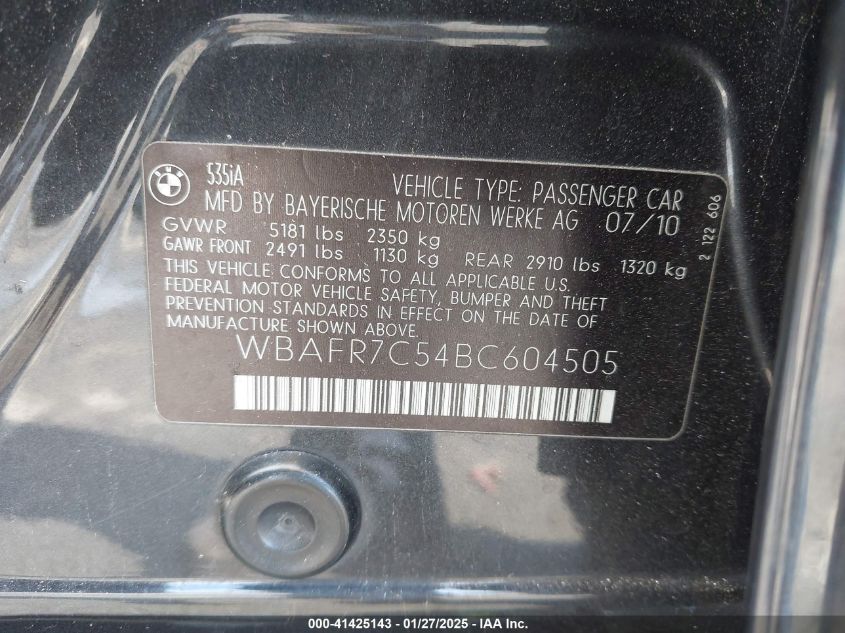 BMW
535iA
VEHICLE TYPE: PASSENGER CAR
MFD BY BAYERISCHE MOTOREN WERKE AG 07/10
GVWR 5181 lbs 2350 kg
GAWR FRONT 2491 lbs 1130 kg REAR 2910 lbs 1320 kg
THIS VEHICLE CONFORMS TO ALL APPLICABLE U.S.
FEDERAL MOTOR VEHICLE SAFETY, BUMPER AND THEFT
PREVENTION STANDARDS IN EFFECT ON THE DATE OF
MANUFACTURE SHOWN ABOVE.
WBAFR7C54BC604505
2 122 606
000-41425143 - 01/27/2025 - IAA Inc.